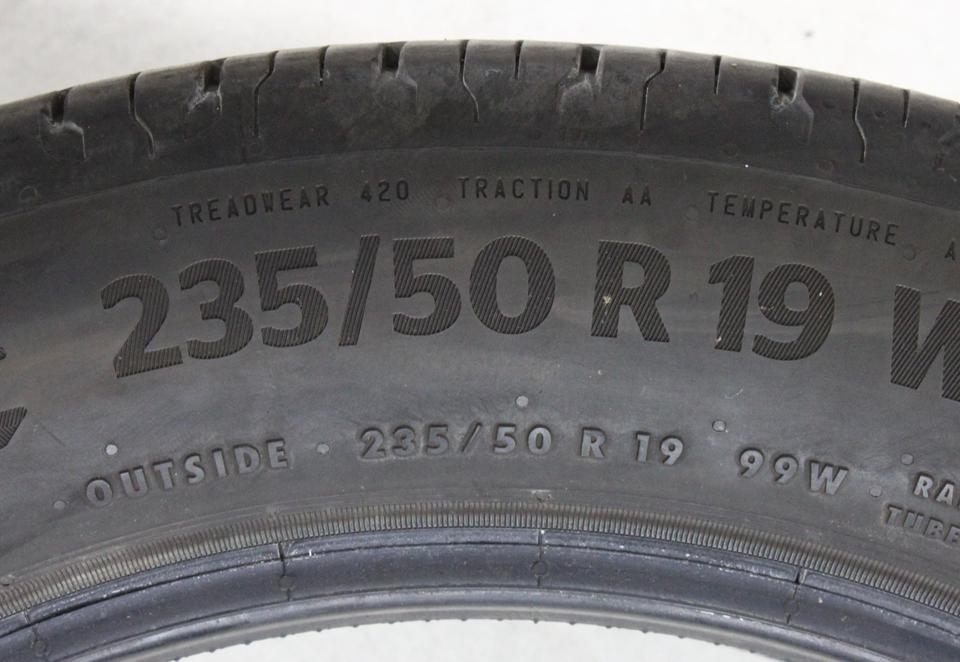 TREADWEAR 420 TRACTION AA TEMPERATURE A
235/50 R 19 W
OUTSIDE 235/50 R 19 99W